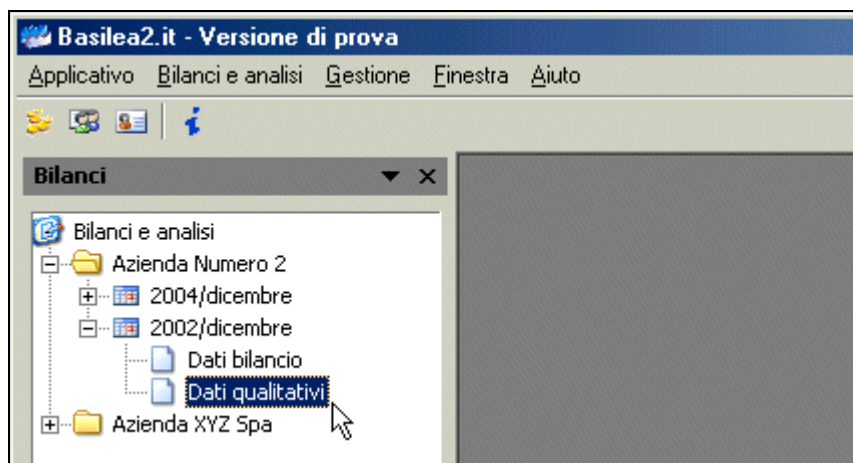 Basilea2.it - Versione di prova
Applicativo Bilanci e analisi Gestione Finestra Aiuto
Bilanci
Bilanci e analisi
Azienda Numero 2
2004/dicembre
2002/dicembre
Dati bilancio
Dati qualitativi
Azienda XYZ Spa